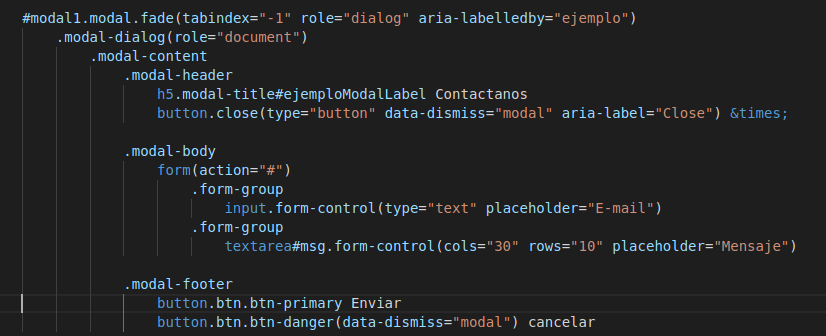 #modal1.modal.fade(tabindex="-1" role="dialog" aria-labelledby="ejemplo")
.modal-dialog(role="document")
.modal-content
.modal-header
h5.modal-title#ejemploModalLabel Contactanos
button.close(type="button" data-dismiss="modal" aria-label="Close") &times;
.modal-body
form(action="#")
.form-group
input.form-control(type="text" placeholder="E-mail")
.form-group
textarea#msg.form-control(cols="30" rows="10" placeholder="Mensaje")
.modal-footer
button.btn.btn-primary Enviar
button.btn.btn-danger(data-dismiss="modal") cancelar